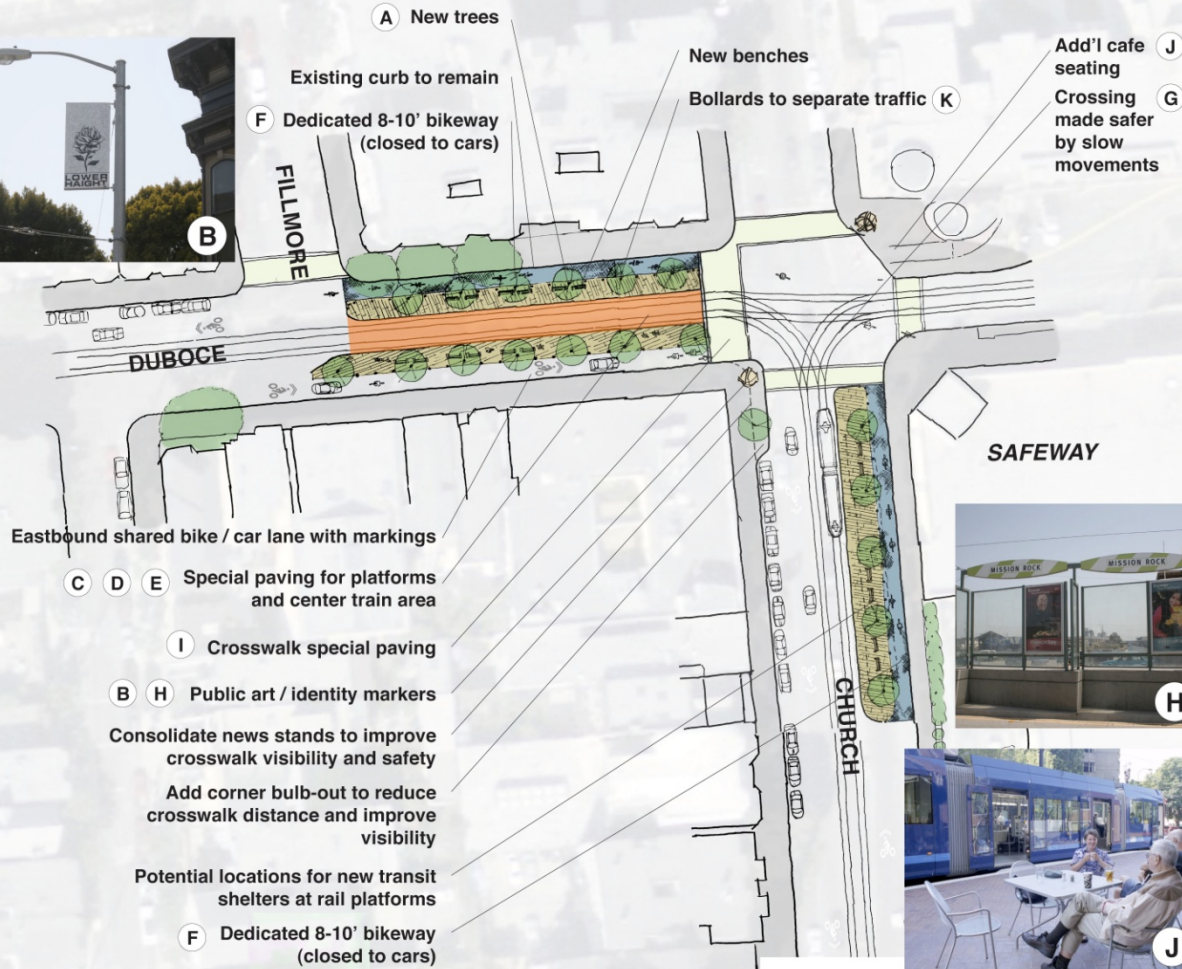 A New trees
Existing curb to remain
F Dedicated 8-10' bikeway
(closed to cars)
New benches
Bollards to separate traffic K
Add'l cafe J
seating
Crossing G
made safer
by slow
movements
LOWER
HAIGHT
B
FILLMORE
DUBOCE
SAFEWAY
Eastbound shared bike / car lane with markings
C D E Special paving for platforms
and center train area
I Crosswalk special paving
B H Public art / identity markers
Consolidate news stands to improve
crosswalk visibility and safety
Add corner bulb-out to reduce
crosswalk distance and improve
visibility
Potential locations for new transit
shelters at rail platforms
F Dedicated 8-10' bikeway
(closed to cars)
CHURCH
MISSION ROCK
MISSION ROCK
H
J